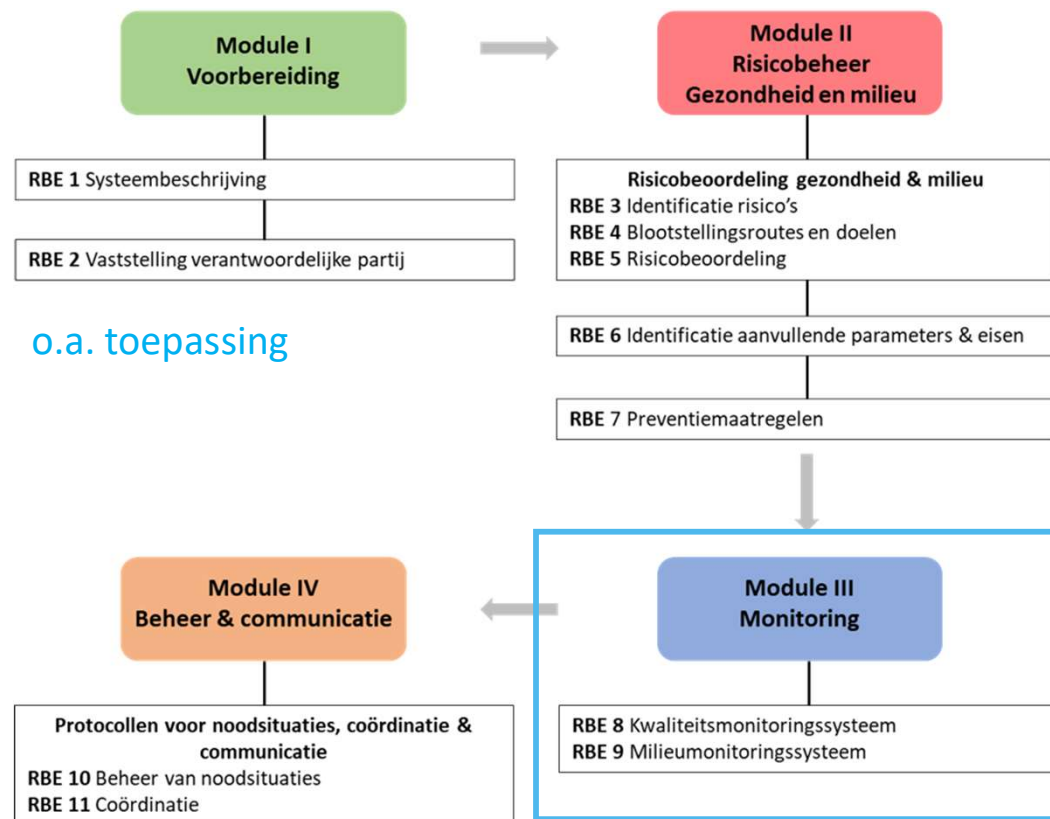 Module I
Voorbereiding
RBE 1 Systeembeschrijving
RBE 2 Vaststelling verantwoordelijke partij
o.a. toepassing
Module II
Risicobeheer
Gezondheid en milieu
Risicobeoordeling gezondheid & milieu
RBE 3 Identificatie risico's
RBE 4 Blootstellingsroutes en doelen
RBE 5 Risicobeoordeling
RBE 6 Identificatie aanvullende parameters & eisen
RBE 7 Preventiemaatregelen
Module III
Monitoring
RBE 8 Kwaliteitsmonitoringssysteem
RBE 9 Milieumonitoringssysteem
Module IV
Beheer & communicatie
Protocollen voor noodsituaties, coördinatie &
communicatie
RBE 10 Beheer van noodsituaties
RBE 11 Coördinatie